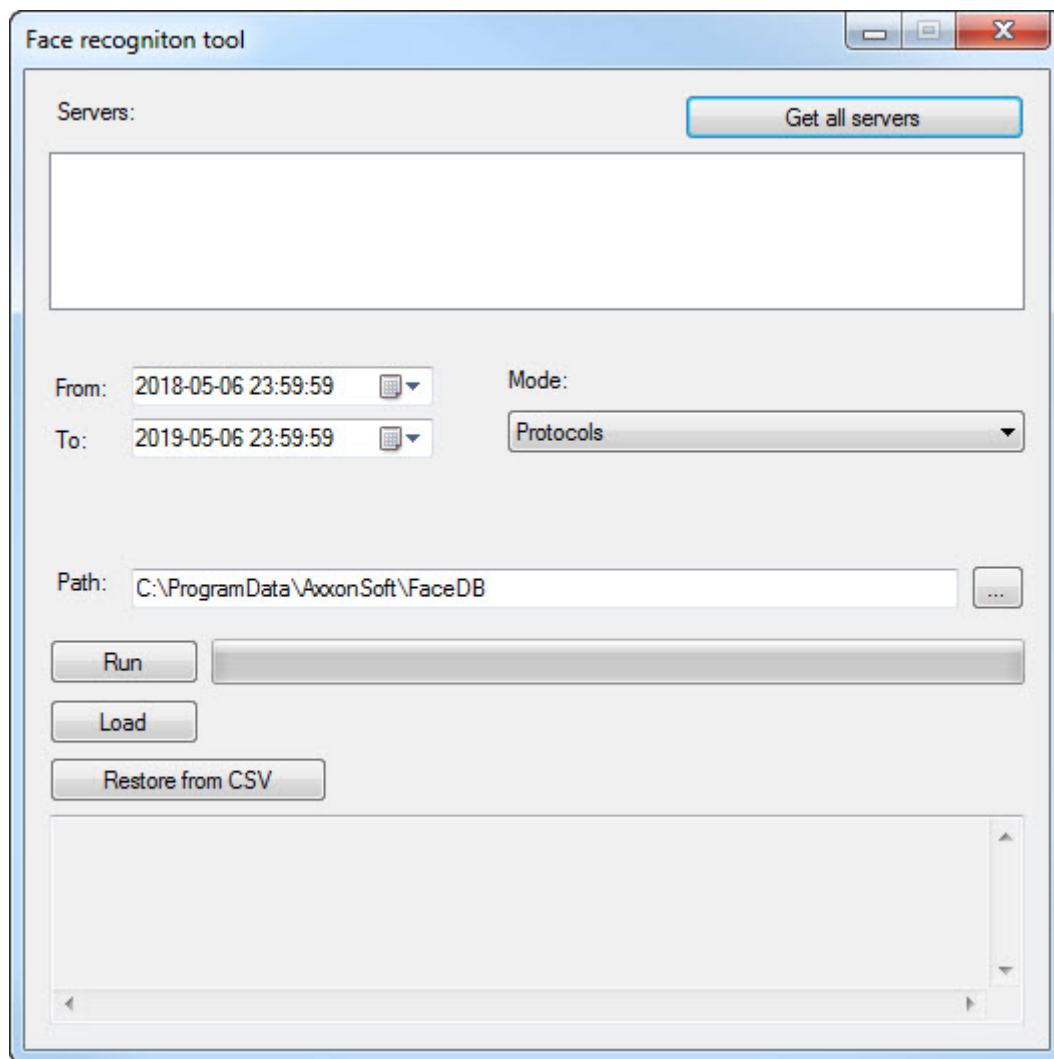 Face recogniton tool
Servers:
Get all servers
From:
2018-05-06 23:59:59
Mode:
To:
2019-05-06 23:59:59
Protocols
Path:
C:\ProgramData\AxxonSoft\FaceDB
...
Run
Load
Restore from CSV